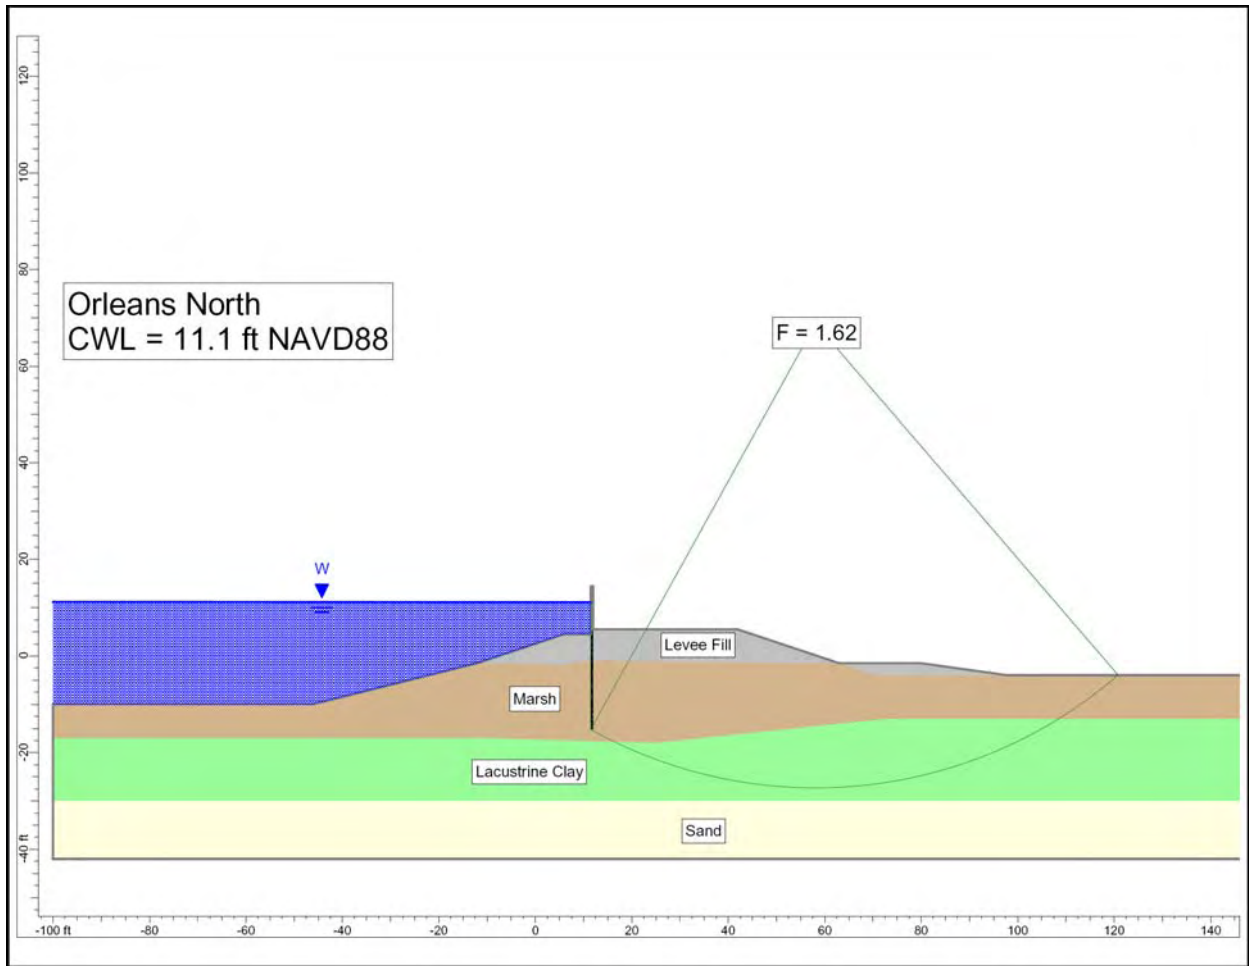 120
100
80
60
40
20
0
-20
-40 ft
Orleans North
CWL = 11.1 ft NAVD88
F = 1.62
W
Levee Fill
Marsh
Lacustrine Clay
Sand
-100 ft -80 -60 -40 -20 0 20 40 60 80 100 120 140